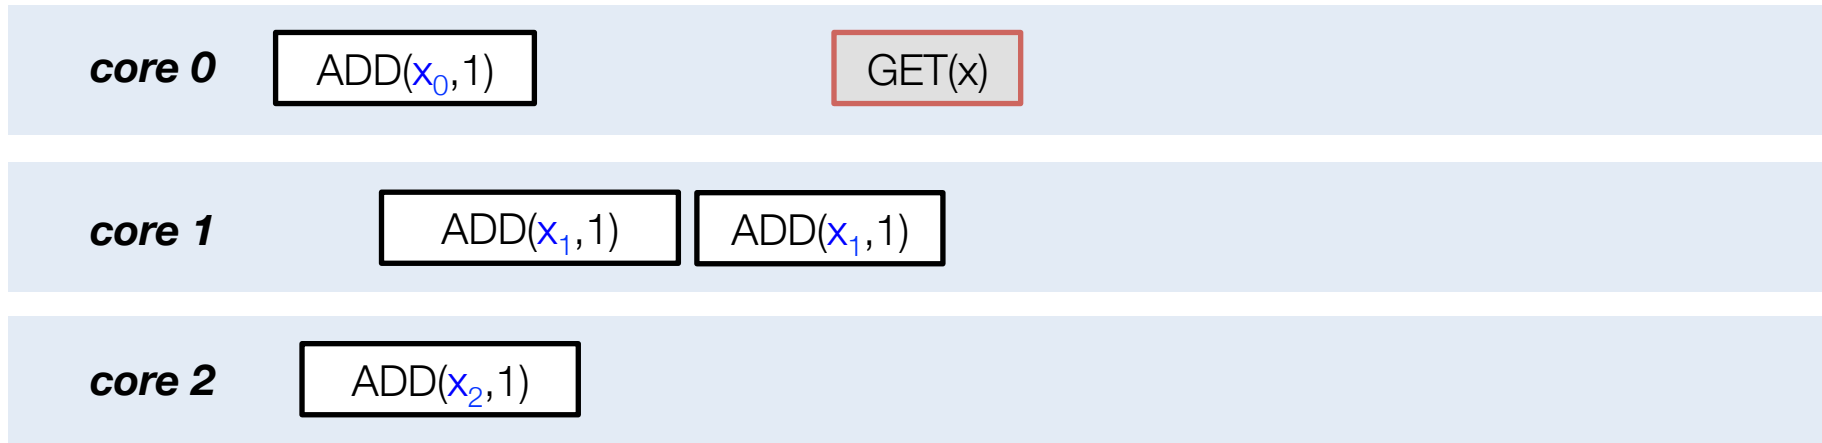 core 0 ADD(x₀,1) GET(x)
core 1 ADD(x₁,1) ADD(x₁,1)
core 2 ADD(x₂,1)